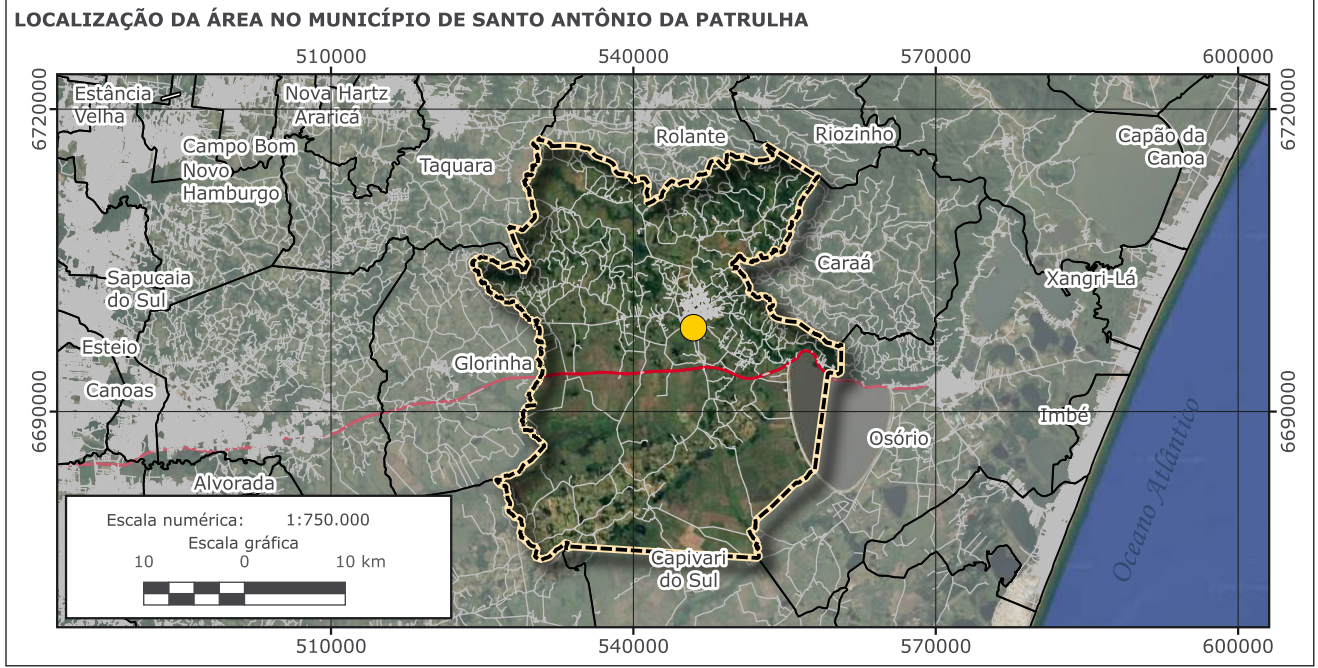 LOCALIZAÇÃO DA ÁREA NO MUNICÍPIO DE SANTO ANTÔNIO DA PATRULHA
510000
540000
570000
600000
6720000
6720000
Estância
Velha
Nova Hartz
Araricá
Campo Bom
Novo
Hamburgo
Taquara
Rolante
Riozinho
Capão da
Canoa
Sapucaia
do Sul
Caraá
Xangri-Lá
Esteio
Canoas
Glorinha
6690000
6690000
Imbé
Osório
Alvorada
Oceano Atlântico
Capivari
do Sul
Escala numérica: 1:750.000
Escala gráfica
10 0 10 km
510000
540000
570000
600000